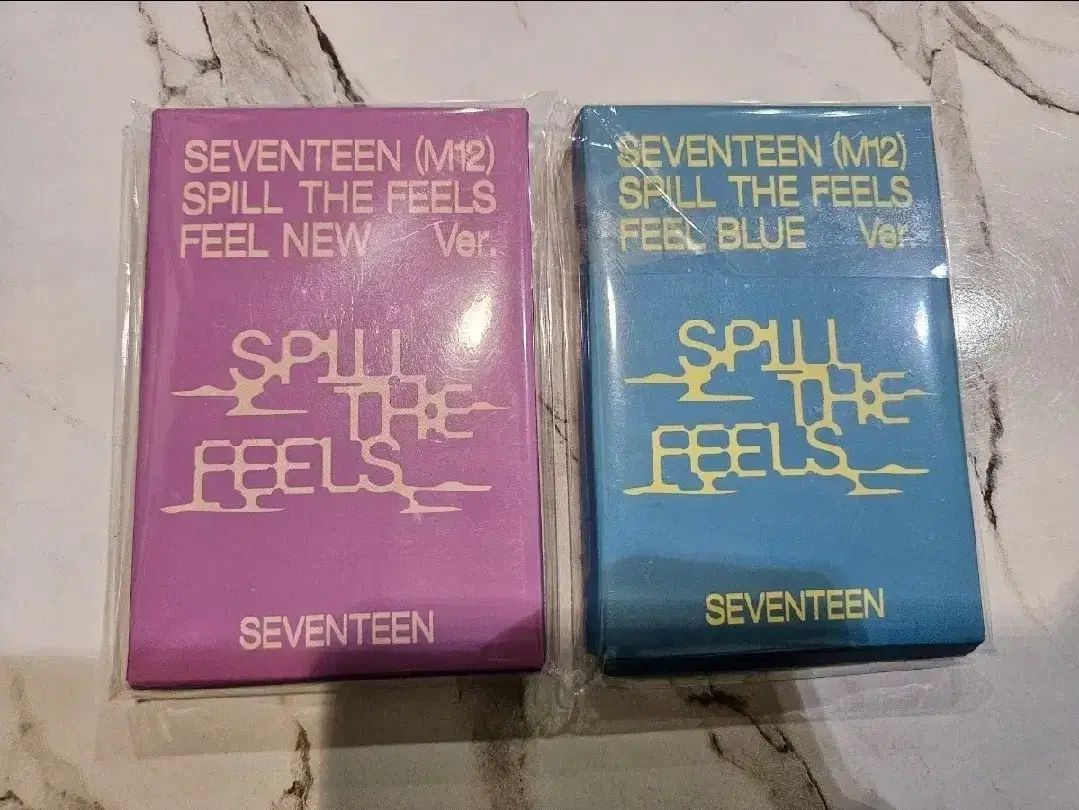 SEVENTEEN (M12)
SPILL THE FEELS
FEEL NEW Ver.
SPILL
THE
FEELS
SEVENTEEN
SEVENTEEN (M12)
SPILL THE FEELS
FEEL BLUE Ver.
SPILL
THE
FEELS
SEVENTEEN